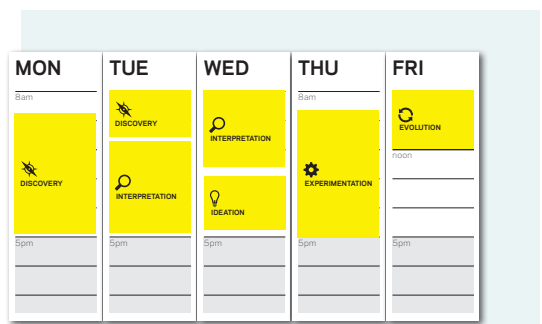 MON
8am
DISCOVERY
5pm
TUE
DISCOVERY
INTERPRETATION
5pm
WED
INTERPRETATION
IDEATION
5pm
THU
8am
EXPERIMENTATION
5pm
FRI
EVOLUTION
noon
5pm